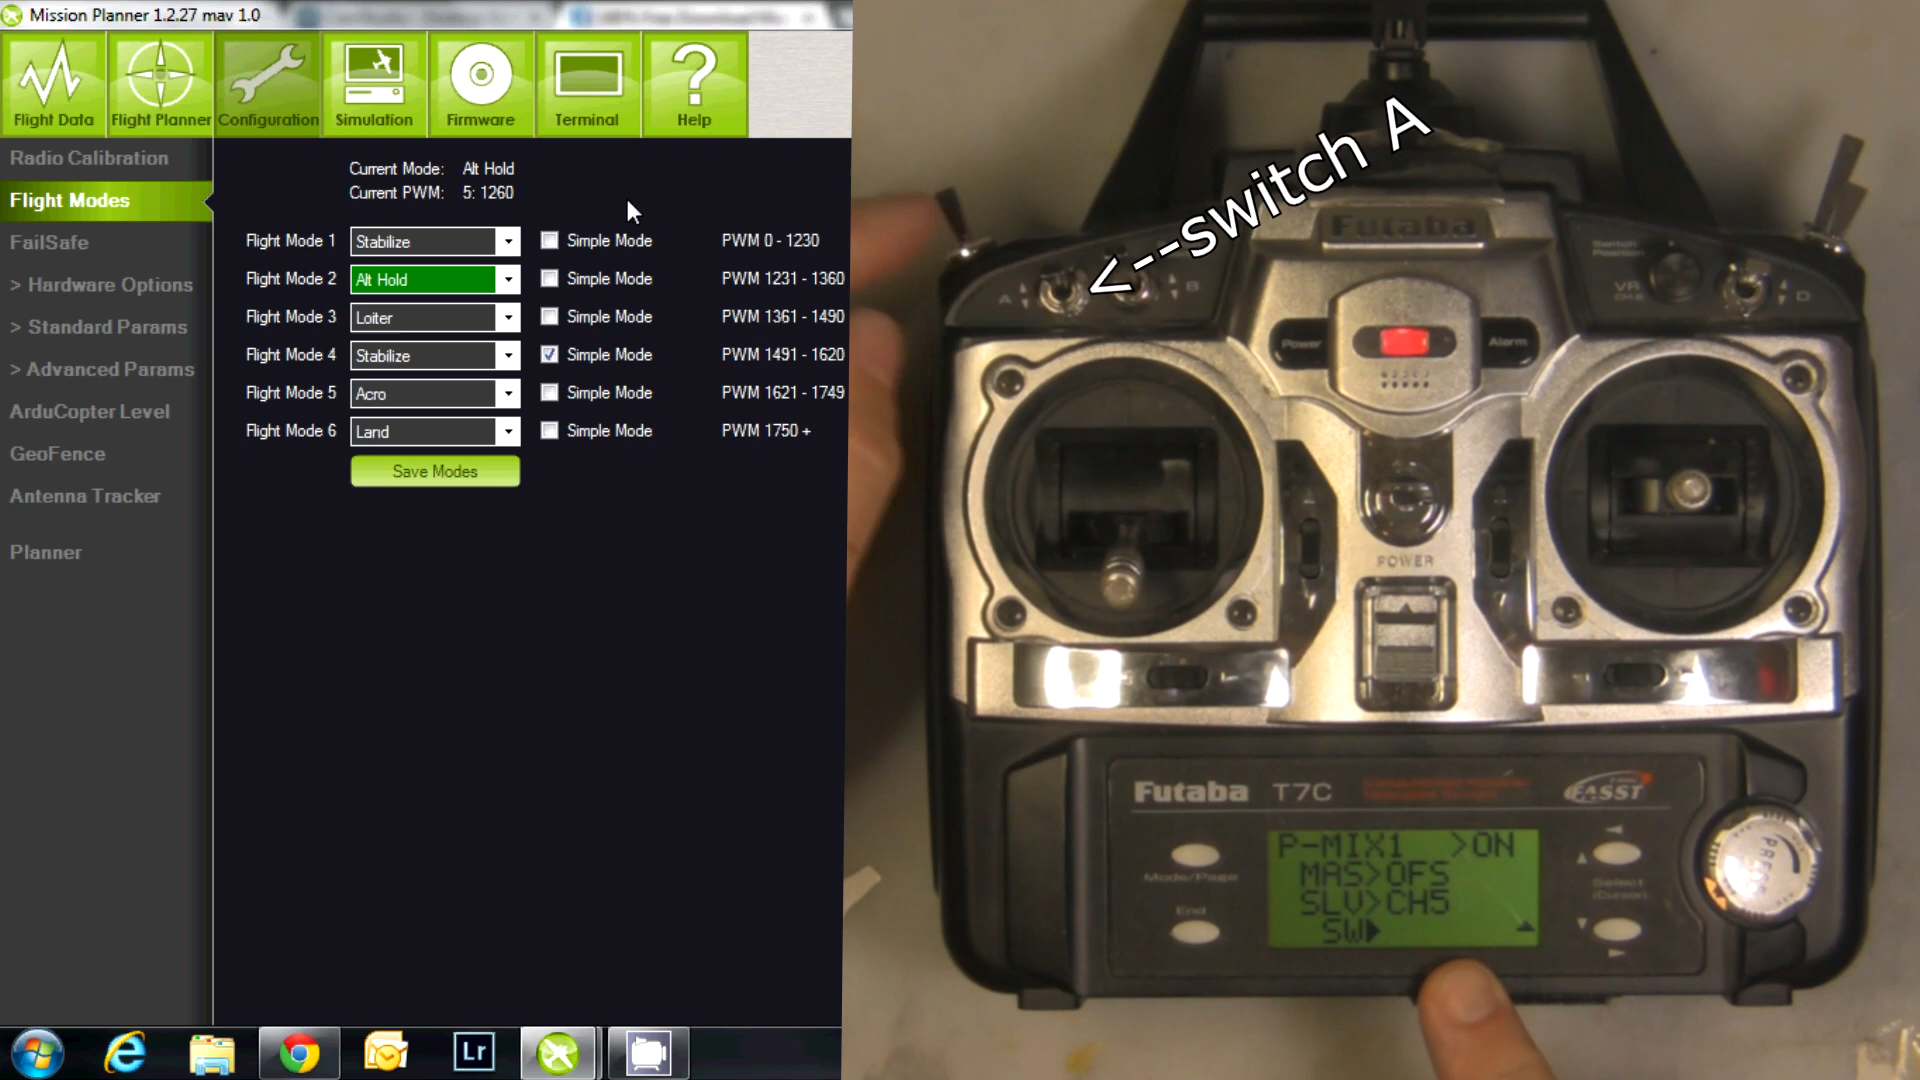 Mission Planner 1.2.27 mav 1.0
Flight Data
Flight Planner
Configuration
Simulation
Firmware
Terminal
Help
Radio Calibration
Flight Modes
FailSafe
> Hardware Options
> Standard Params
> Advanced Params
ArduCopter Level
GeoFence
Antenna Tracker
Planner
Current Mode: Alt Hold
Current PWM: 5: 1260
Flight Mode 1 Stabilize Simple Mode PWM 0 - 1230
Flight Mode 2 Alt Hold Simple Mode PWM 1231 - 1360
Flight Mode 3 Loiter Simple Mode PWM 1361 - 1490
Flight Mode 4 Stabilize Simple Mode PWM 1491 - 1620
Flight Mode 5 Acro Simple Mode PWM 1621 - 1749
Flight Mode 6 Land Simple Mode PWM 1750 +
Save Modes
Lr
<---switch A
Futaba
Switch
Position
A
B
VR
D
Power
Alarm
POWER
Futaba T7C
FASST
Mode/Page
End
Select
(Cursor)
PRESS
P-MIX1 >ON
MAS>OFS
SLV>CH5
SW